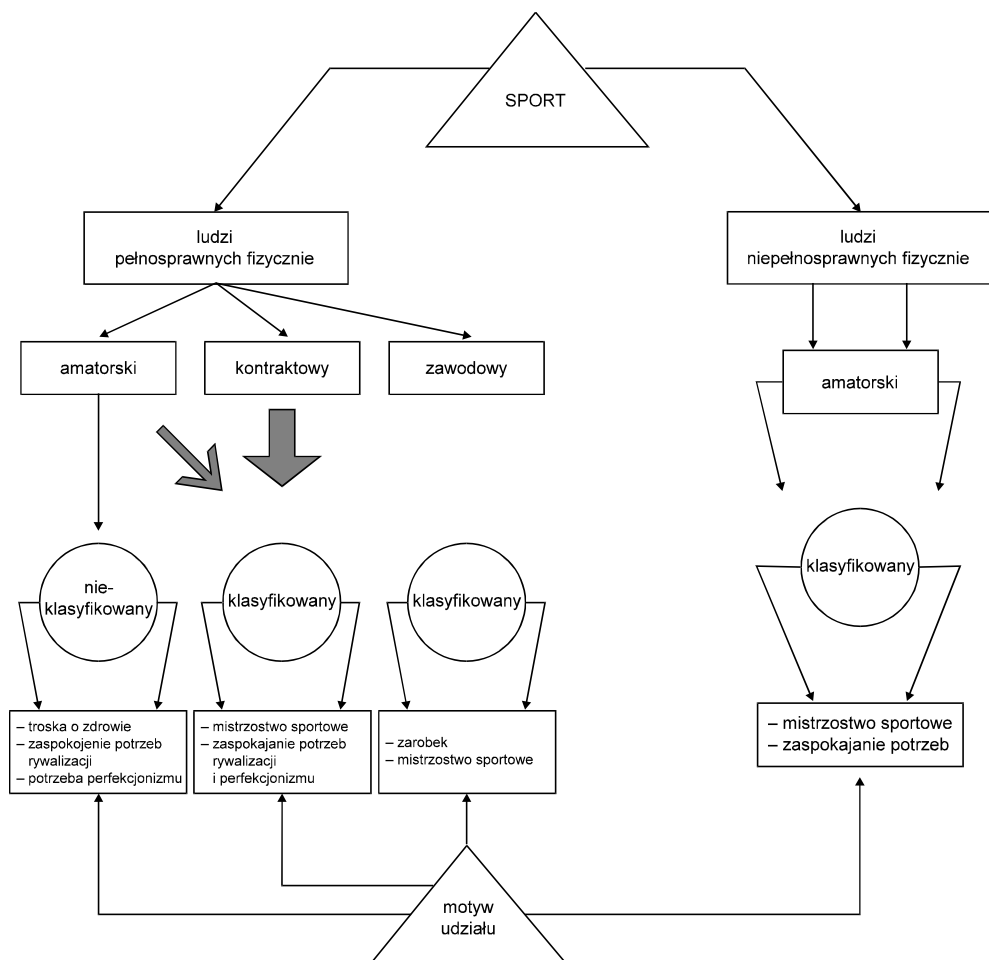 SPORT
ludzi
pełnosprawnych fizycznie
ludzi
niepełnosprawnych fizycznie
amatorski
kontraktowy
zawodowy
amatorski
nie-
klasyfikowany
klasyfikowany
klasyfikowany
klasyfikowany
– troska o zdrowie
– zaspokojenie potrzeb
rywalizacji
– potrzeba perfekcjonizmu
– mistrzostwo sportowe
– zaspokajanie potrzeb
rywalizacji
i perfekcjonizmu
– zarobek
– mistrzostwo sportowe
– mistrzostwo sportowe
– zaspokajanie potrzeb
motyw
udziału